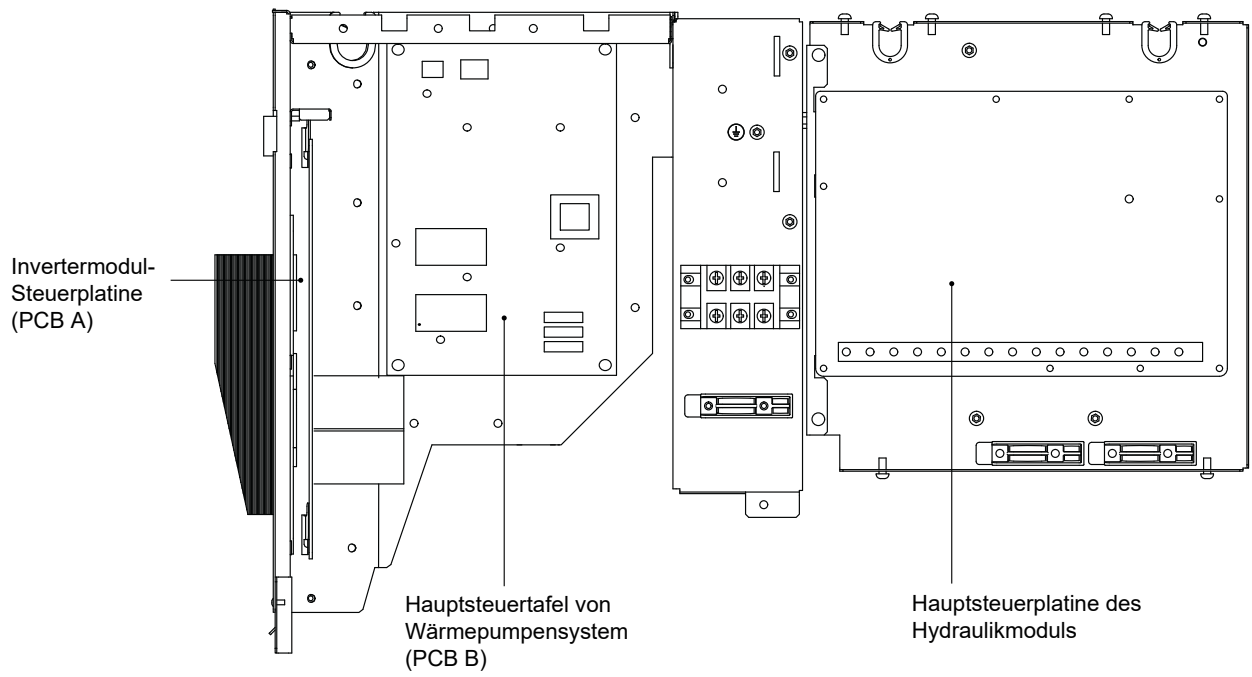 Invertermodul-
Steuerplatine
(PCB A)
Hauptsteuertafel von
Wärmepumpensystem
(PCB B)
Hauptsteuerplatine des
Hydraulikmoduls